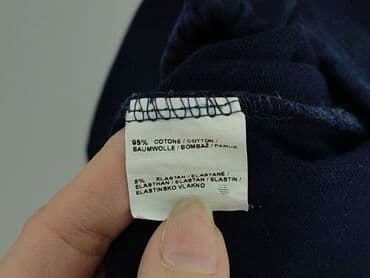 95% COTONE / COTTON /
BAUMWOLLE / BOMBAŽ / PAMUK
5% ELASTAN / ELASTANE /
ELASTHAN / ELASTAN / ELASTIN /
ELASTINSKO VLAKNO